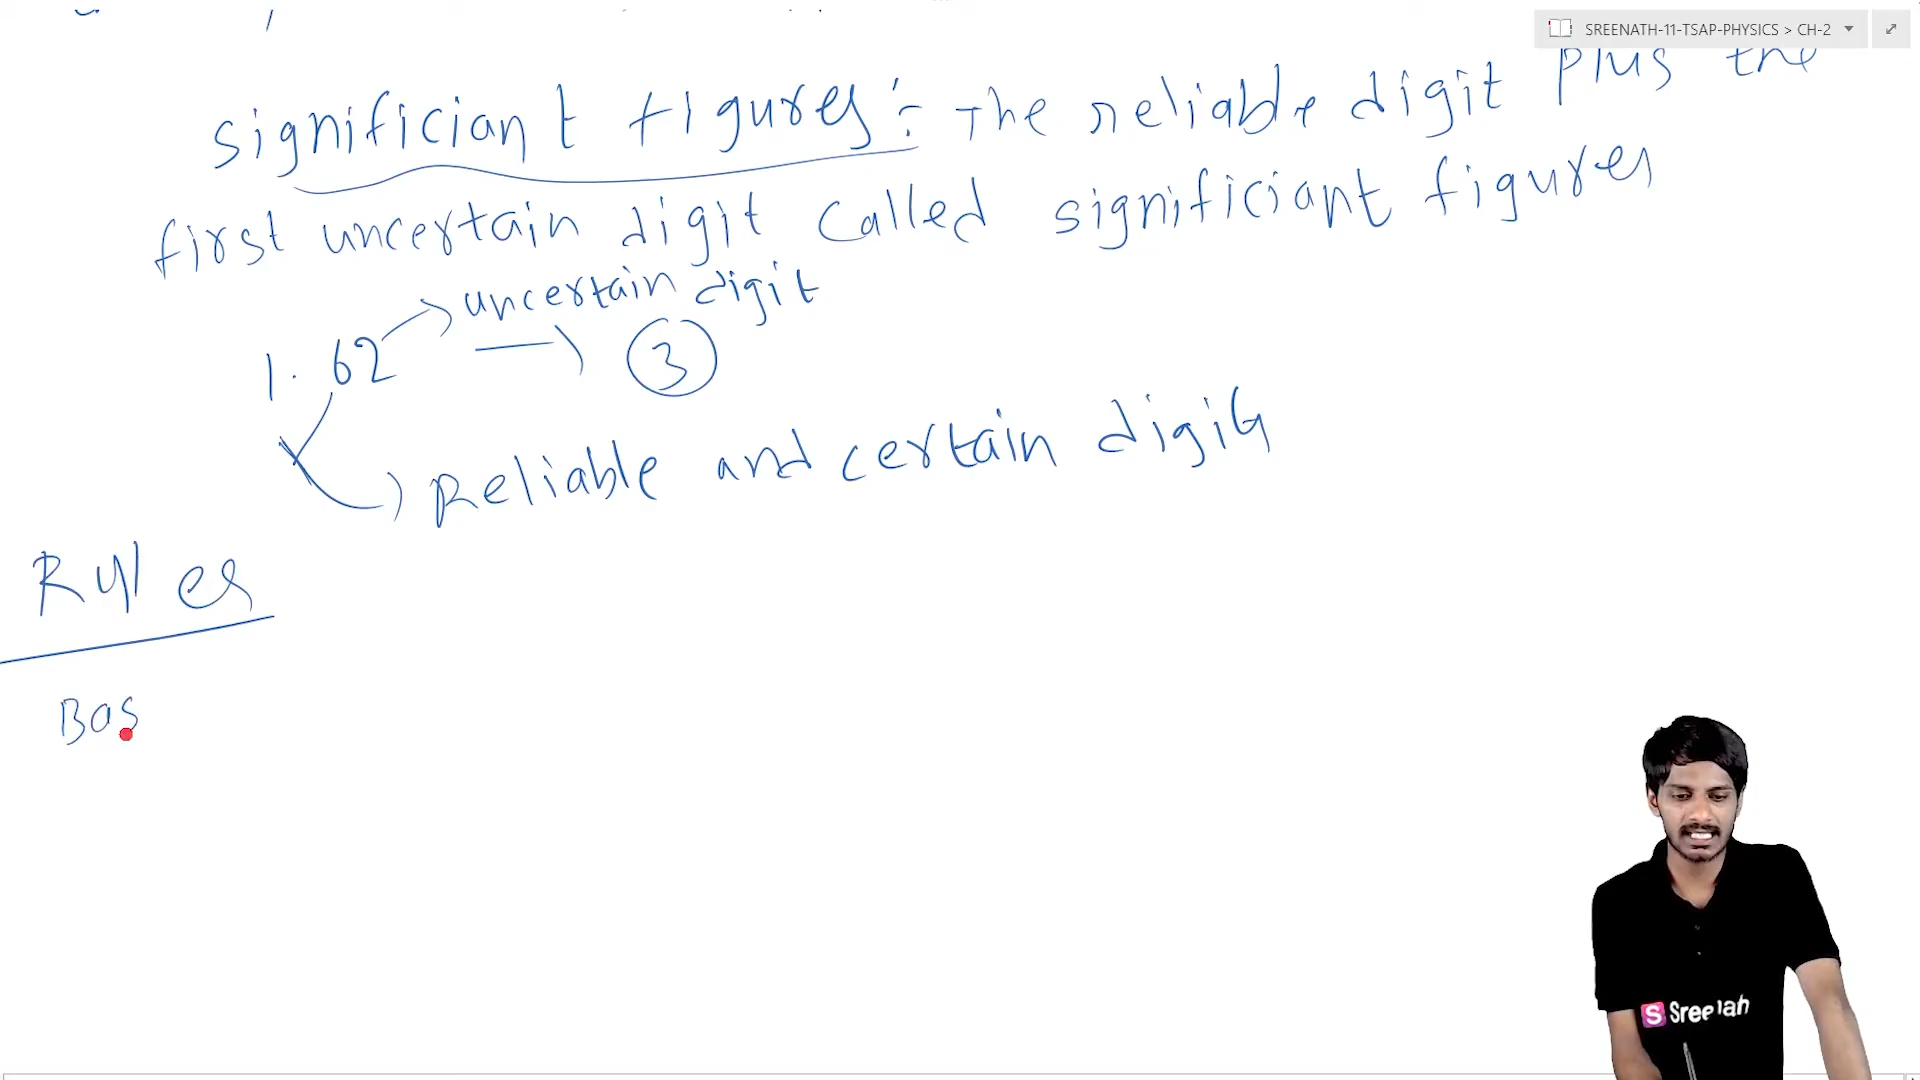 SREENATH-11-TSAP-PHYSICS > CH-2
significiant figures :- The reliable digit plus the
first uncertain digit called significiant figures
uncertain digit
1.62 → 3
Reliable and certain digits
Rules
Bas
S Sree